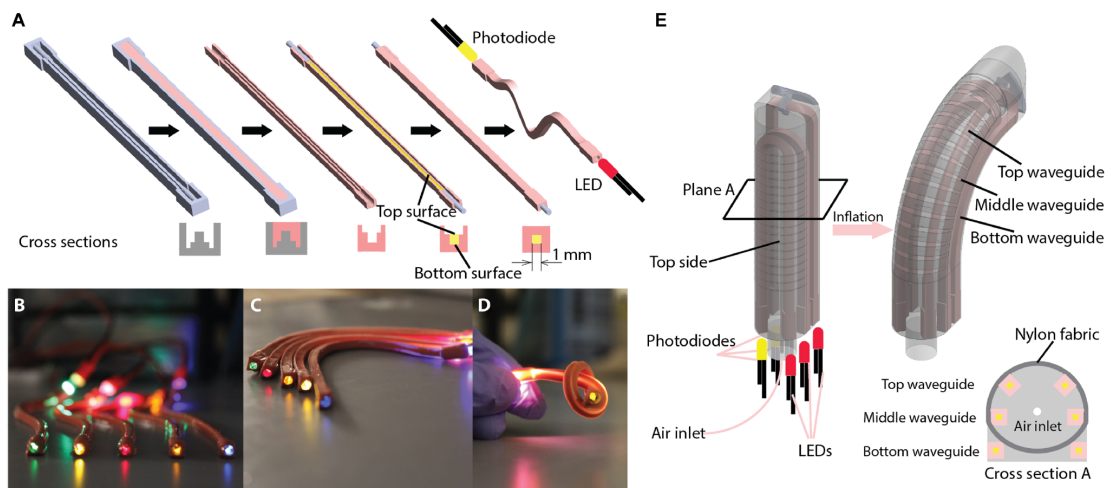 A
Photodiode
LED
Top surface
Cross sections
Bottom surface
1 mm
B
C
D
E
Plane A
Top side
Inflation
Top waveguide
Middle waveguide
Bottom waveguide
Photodiodes
Air inlet
LEDs
Nylon fabric
Top waveguide
Middle waveguide
Air inlet
Bottom waveguide
Cross section A